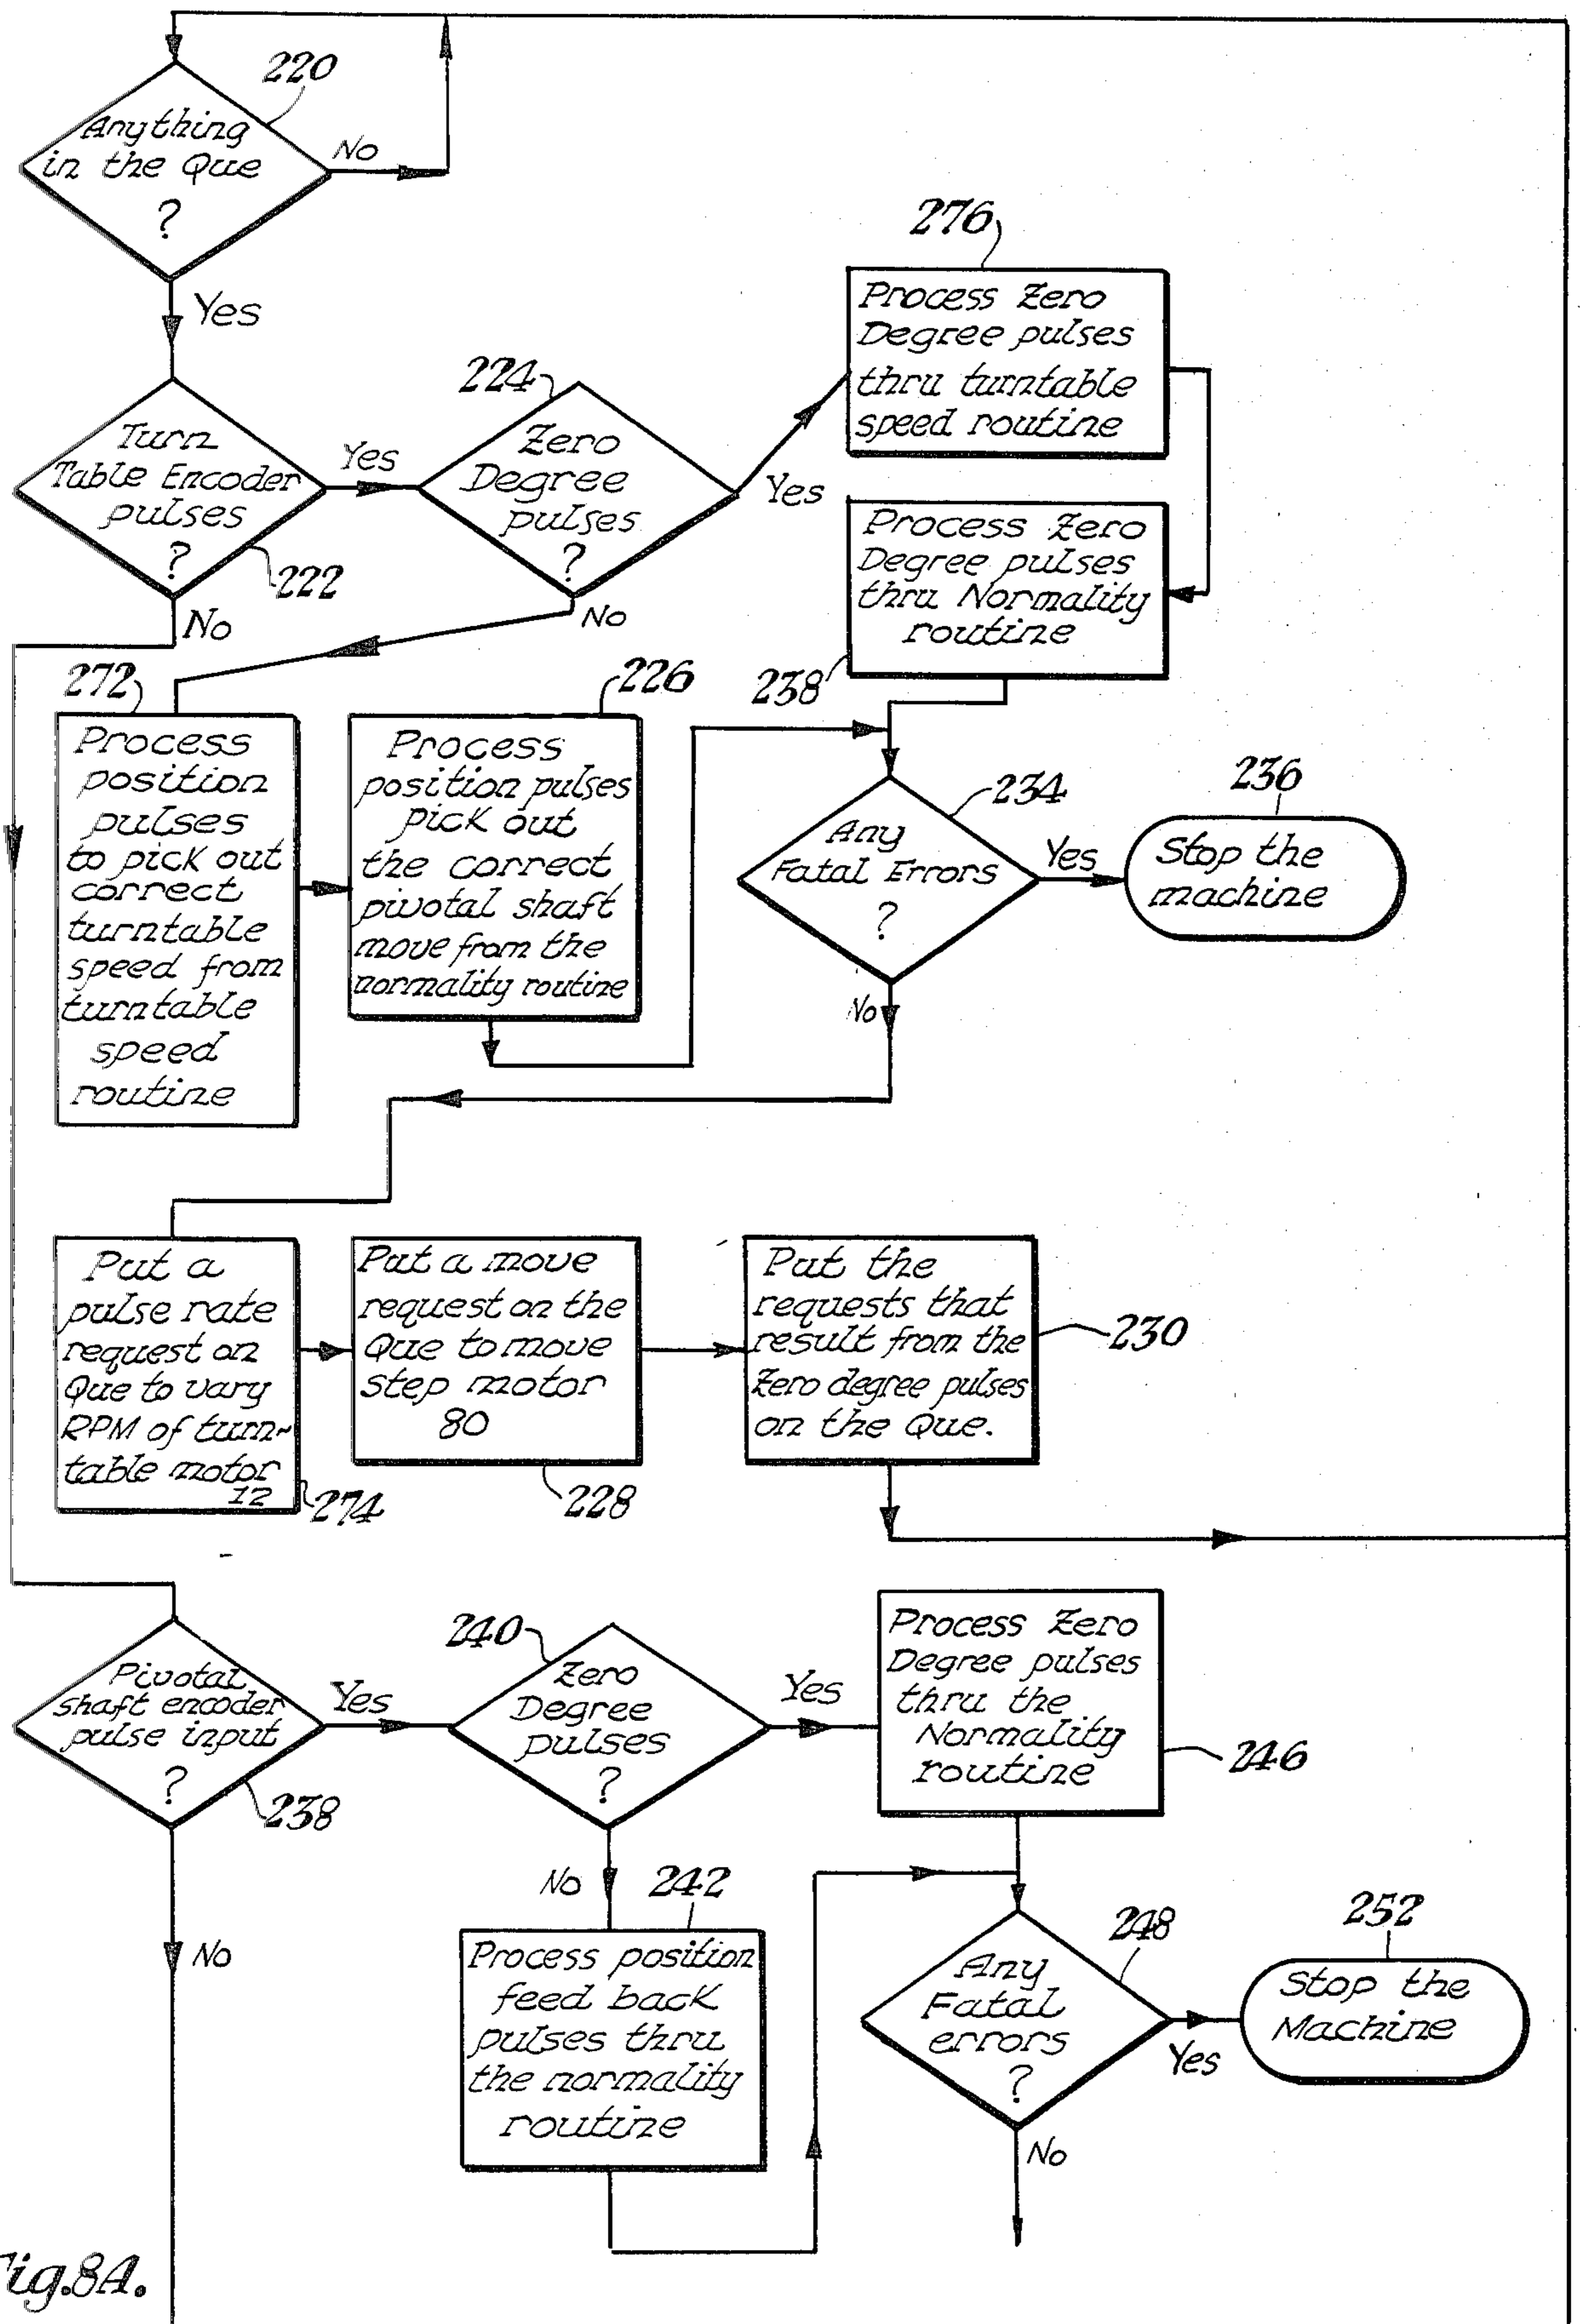 220
Anything
in the Que
?
No
Yes
276
Process Zero
Degree pulses
thru turntable
speed routine
224
Turn
Table Encoder
pulses
?
222
Yes
Zero
Degree
pulses
?
Yes
Process Zero
Degree pulses
thru Normality
routine
238
No
No
272
Process
position
pulses
to pick out
correct
turntable
speed from
turntable
speed
routine
226
Process
position pulses
pick out
the correct
pivotal shaft
move from the
normality routine
234
Any
Fatal Errors
?
Yes
236
Stop the
machine
No
Put a
pulse rate
request on
Que to vary
RPM of turn-
table motor
12
274
Put a move
request on the
Que to move
step motor
80
228
Put the
requests that
result from the
Zero degree pulses
on the Que.
230
Pivotal
shaft encoder
pulse input
?
238
Yes
240
Zero
Degree
pulses
?
Yes
Process Zero
Degree pulses
thru the
Normality
routine
246
No
No
242
Process position
feed back
pulses thru
the normality
routine
248
Any
Fatal
errors
?
Yes
252
Stop the
Machine
No
Fig.8A.